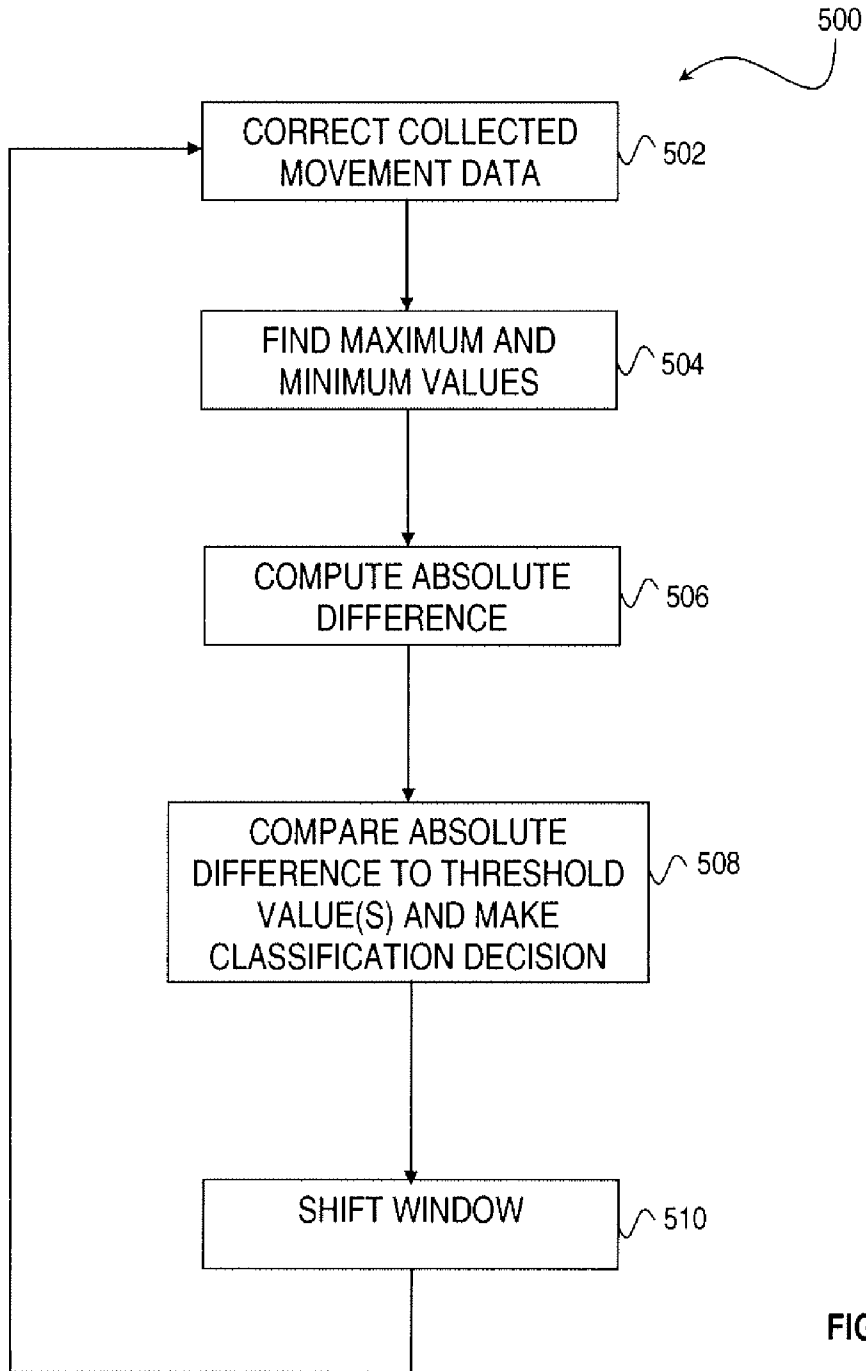 500
CORRECT COLLECTED
MOVEMENT DATA
502
FIND MAXIMUM AND
MINIMUM VALUES
504
COMPUTE ABSOLUTE
DIFFERENCE
506
COMPARE ABSOLUTE
DIFFERENCE TO THRESHOLD
VALUE(S) AND MAKE
CLASSIFICATION DECISION
508
SHIFT WINDOW
510
FIG